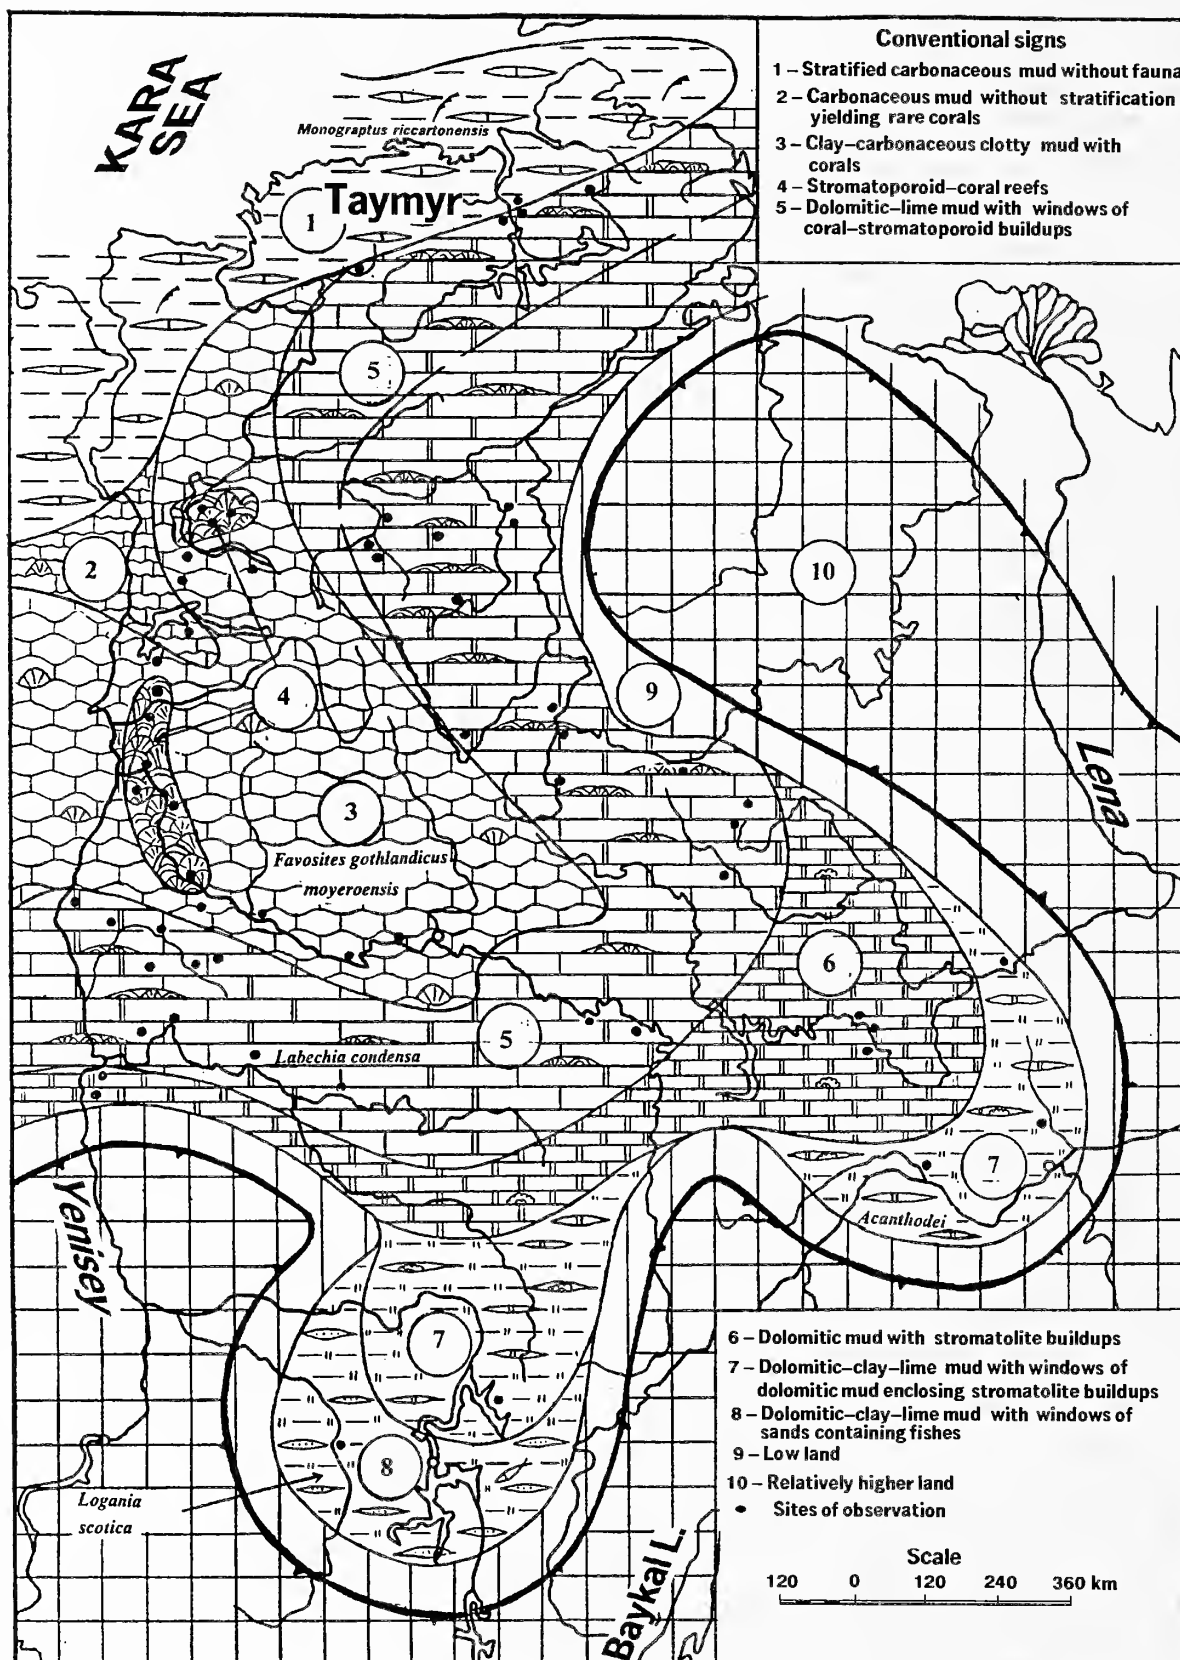 KARA
SEA
Conventional signs
1 – Stratified carbonaceous mud without fauna
2 – Carbonaceous mud without stratification
yielding rare corals
3 – Clay–carbonaceous clotty mud with
corals
4 – Stromatoporoid–coral reefs
5 – Dolomitic–lime mud with windows of
coral–stromatoporoid buildups
Monograptus riccartonensis
Taymyr
1
5
2
10
4
9
Lena
3
Favosites gothlandicus
moyeroensis
6
5
Labechia condensa
7
Acanthodei
Yenisey
7
8
Logania
scotica
Baykal L.
6 – Dolomitic mud with stromatolite buildups
7 – Dolomitic–clay–lime mud with windows of
dolomitic mud enclosing stromatolite buildups
8 – Dolomitic–clay–lime mud with windows of
sands containing fishes
9 – Low land
10 – Relatively higher land
• Sites of observation
Scale
120 0 120 240 360 km